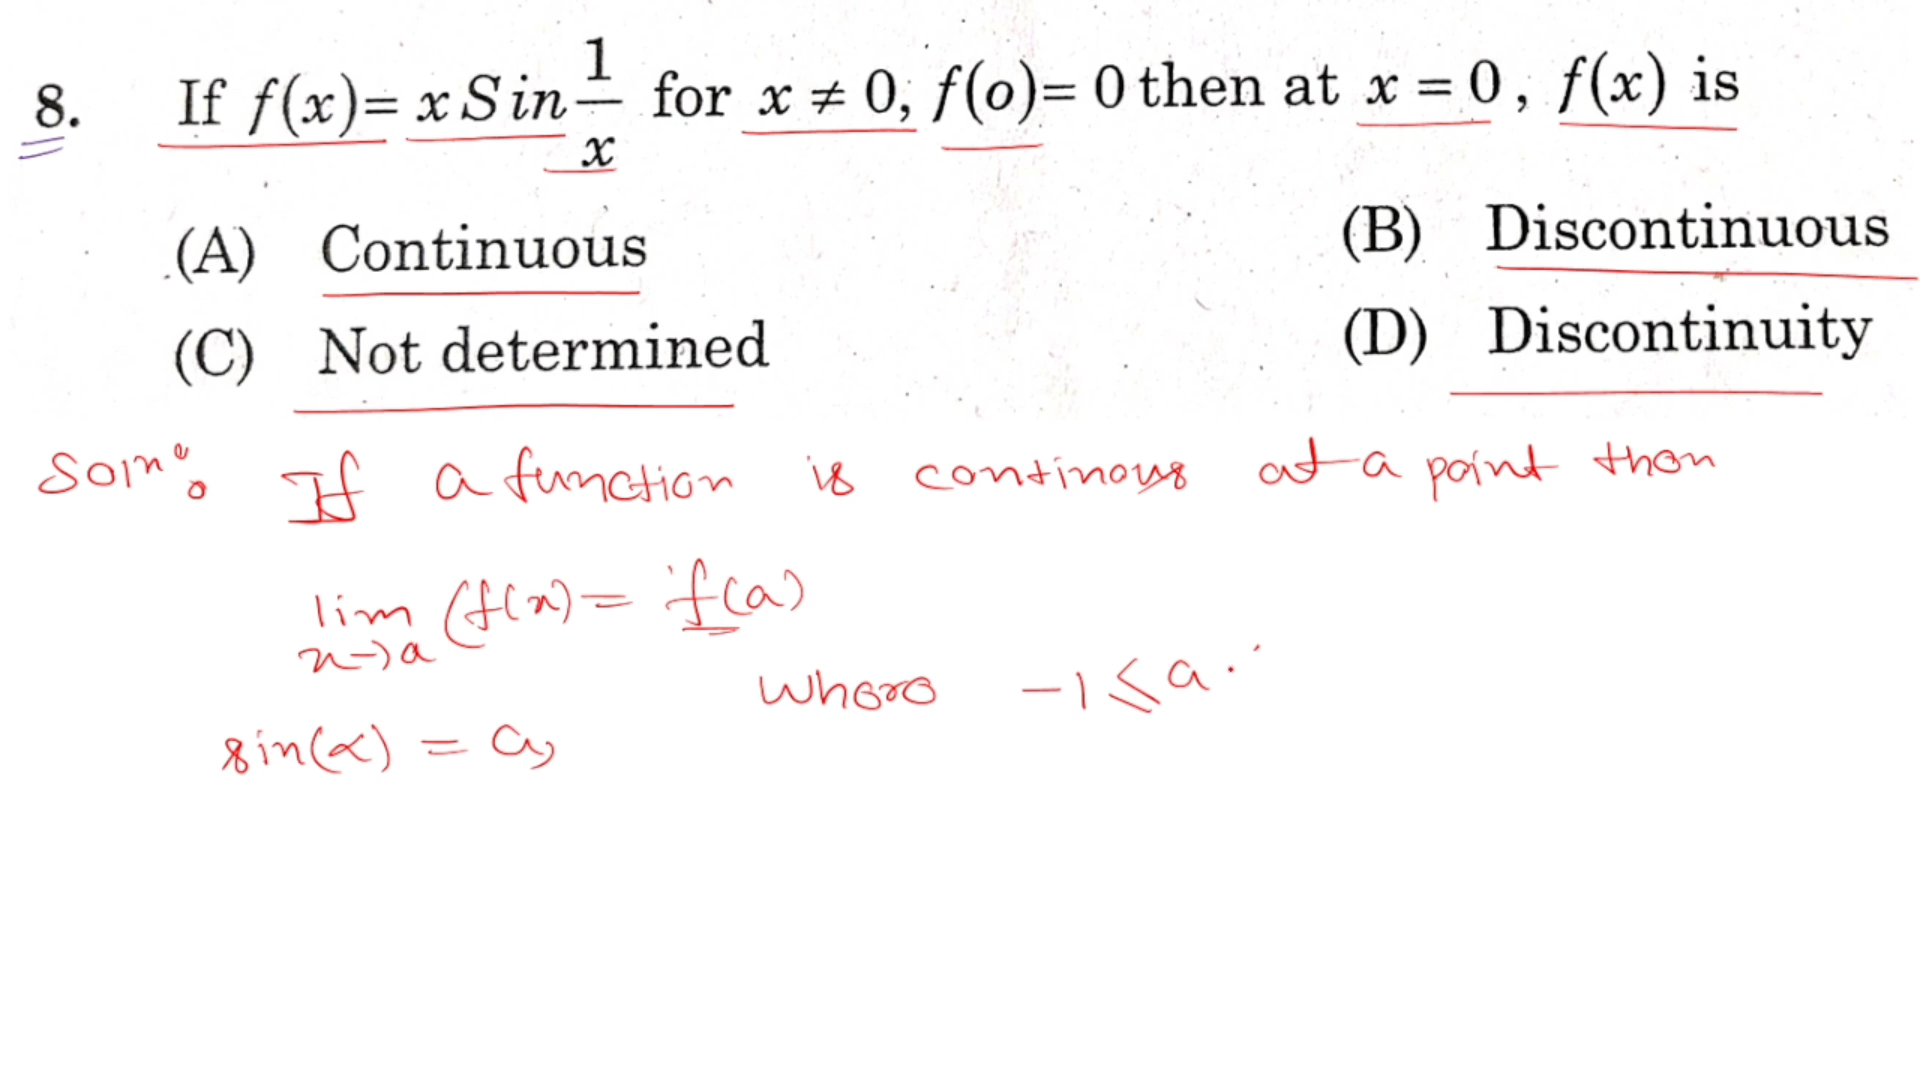 8. If f(x)= x Sin 1/x for x ≠ 0, f(o)= 0 then at x = 0, f(x) is
(A) Continuous (B) Discontinuous
(C) Not determined (D) Discontinuity
Soln: If a function is continous at a point then
lim x→a (f(x) = f(a)
where -1 ≤ a
sin(∝) = a,